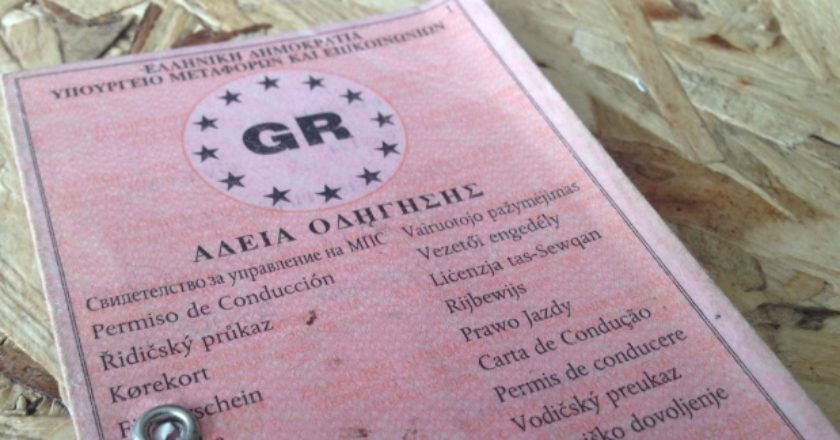 1
ΕΛΛΗΝΙΚΗ ΔΗΜΟΚΡΑΤΙΑ
ΥΠΟΥΡΓΕΙΟ ΜΕΤΑΦΟΡΩΝ ΚΑΙ ΕΠΙΚΟΙΝΩΝΙΩΝ
GR
ΑΔΕΙΑ ΟΔΗΓΗΣΗΣ
Свидетелство за управление на МПС
Permiso de Conducción
Řidičský průkaz
Kørekort
Vairuotojo pažymėjimas
Vezetői engedély
Liċenzja tas-Sewqan
Rijbewijs
Prawo Jazdy
Carta de Condução
Permis de conducere
Vodičský preukaz
dovoljenje